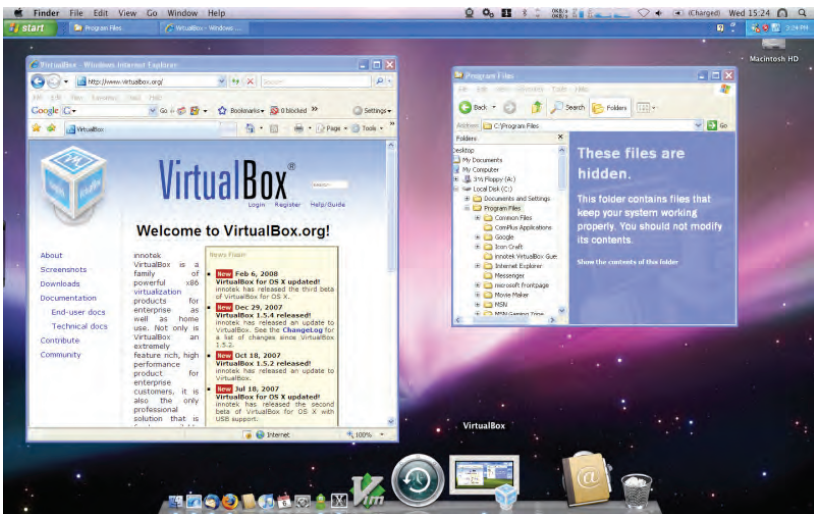 Finder File Edit View Go Window Help
(Charged) Wed 15:24
start
Program Files
VirtualBox - Windows ...
Macintosh HD
VirtualBox - Windows Internet Explorer
http://www.virtualbox.org/
Google
Go
Bookmarks
0 blocked
Settings
VirtualBox
Page
Tools
VirtualBox
Login Register Help/Guide
Welcome to VirtualBox.org!
About
Screenshots
Downloads
Documentation
End-user docs
Technical docs
Contribute
Community
innotek
VirtualBox is a
family of
powerful x86
virtualization
products for
enterprise as
well as home
use. Not only is
VirtualBox an
extremely
feature rich, high
performance
product for
enterprise
customers, it is
also the only
professional
solution that is
News Flash
New Feb 6, 2008
VirtualBox for OS X updated!
innotek has released the third beta
of VirtualBox for OS X.
New Dec 29, 2007
VirtualBox 1.5.4 released!
innotek has released an update to
VirtualBox. See the ChangeLog for
a list of changes since VirtualBox
1.5.2.
New Oct 18, 2007
VirtualBox 1.5.2 released!
innotek has released an update to
VirtualBox.
New Jul 18, 2007
VirtualBox for OS X updated!
innotek has released the second
beta of VirtualBox for OS X with
USB support.
Internet
100%
Program Files
Back
Search
Folders
Address
C:\Program Files
Go
Folders
Desktop
My Documents
My Computer
3½ Floppy (A:)
Local Disk (C:)
Documents and Settings
Program Files
Common Files
ComPlus Applications
Google
Icon Craft
innotek VirtualBox Gue
Internet Explorer
Messenger
microsoft frontpage
Movie Maker
MSN
MSN Gaming Zone
These files are
hidden.
This folder contains files that
keep your system working
properly. You should not modify
its contents.
Show the contents of this folder
VirtualBox
Vim